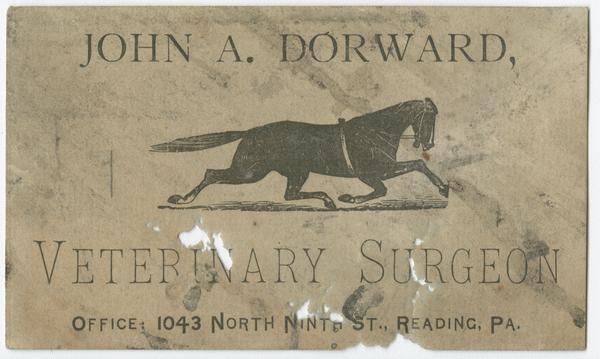 JOHN A. DORWARD,
VETERINARY SURGEON
OFFICE: 1043 NORTH NINTH ST., READING, PA.